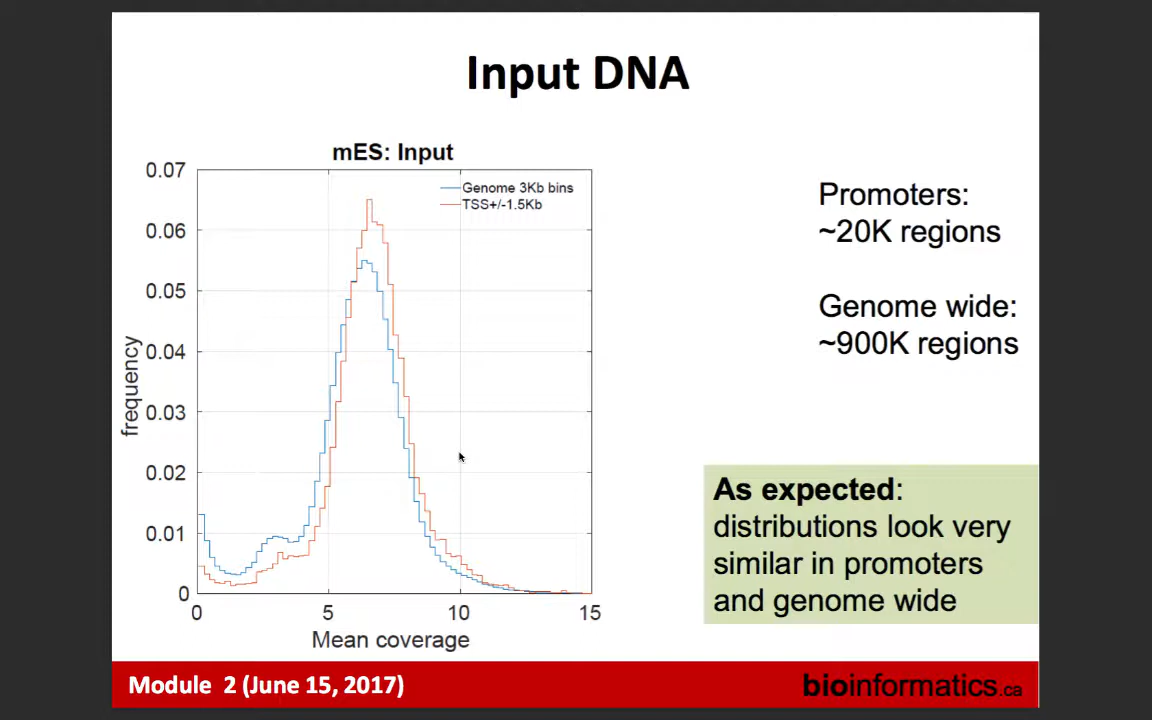 Input DNA
mES: Input
Genome 3Kb bins
TSS+/-1.5Kb
0.07
0.06
0.05
0.04
0.03
0.02
0.01
0
frequency
0
5
10
15
Mean coverage
Promoters:
~20K regions
Genome wide:
~900K regions
As expected:
distributions look very
similar in promoters
and genome wide
Module 2 (June 15, 2017)
bioinformatics.ca